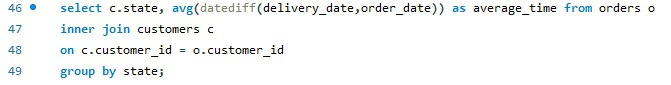 46 select c.state, avg(datediff(delivery_date,order_date)) as average_time from orders o
47 inner join customers c
48 on c.customer_id = o.customer_id
49 group by state;